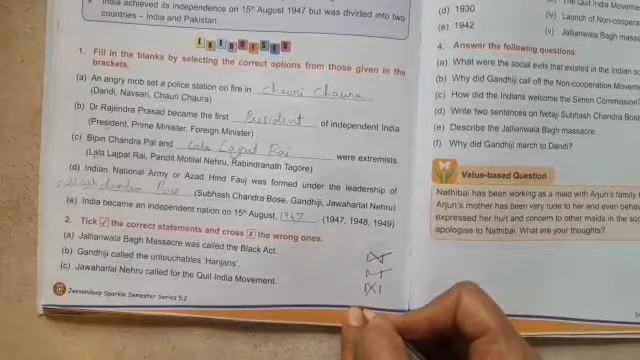 9. India achieved its independence on 15th August 1947 but was divided into two
countries – India and Pakistan.
EXERCISES
1. Fill in the blanks by selecting the correct options from those given in the
brackets.
(a) An angry mob set a police station on fire in Chauri Chaura
(Dandi, Navsari, Chauri Chaura)
(b) Dr Rajendra Prasad became the first President of independent India
(President, Prime Minister, Foreign Minister)
(c) Bipin Chandra Pal and Lala Lajpat Rai were extremists.
(Lala Lajpat Rai, Pandit Motilal Nehru, Rabindranath Tagore)
(d) Indian National Army or Azad Hind Fauj was formed under the leadership of
Subhash Chandra Bose (Subhash Chandra Bose, Gandhiji, Jawaharlal Nehru)
(e) India became an independent nation on 15th August, 1947 (1947, 1948, 1949)
2. Tick ✓ the correct statements and cross x the wrong ones.
(a) Jallianwala Bagh Massacre was called the Black Act.
(b) Gandhiji called the untouchables 'Harijans'.
(c) Jawaharlal Nehru called for the Quit India Movement.
Jeevandeep Sparkle Semester Series 5.2
(d) 1930
(e) 1942
The Quit India Movem
(iv) Launch of Non-coopera
(v) Jallianwala Bagh massa
4. Answer the following questions.
(a) What were the social evils that existed in the Indian so
(b) Why did Gandhiji call off the Non-cooperation Movem
(c) How did the Indians welcome the Simon Commission?
(d) Write two sentences on Netaji Subhash Chandra Bose
(e) Describe the Jallianwala Bagh massacre.
(f) Why did Gandhiji march to Dandi?
Value-based Question
Nathibai has been working as a maid with Arjun's family f
Arjun's mother has been very rude to her and even behav
expressed her hurt and concern to other maids in the soc
apologise to Nathibai. What are your thoughts?